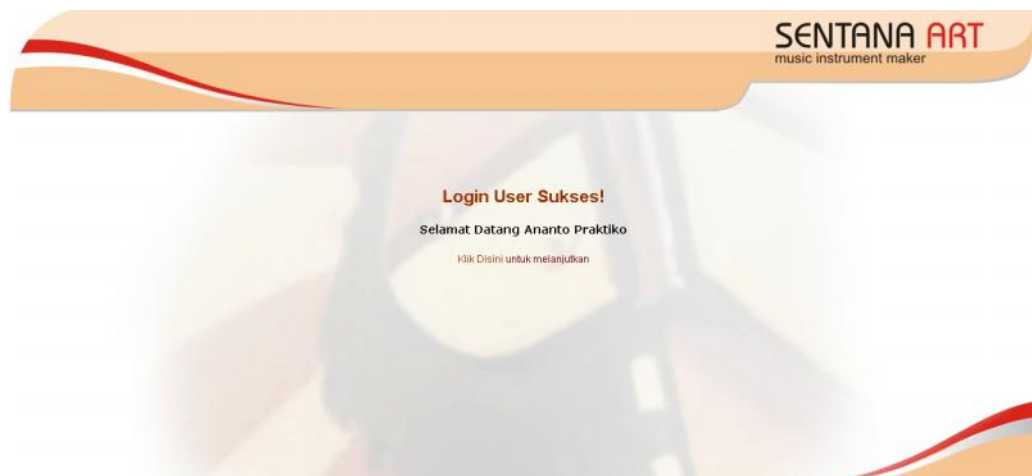 SENTANA ART
music instrument maker
Login User Sukses!
Selamat Datang Ananto Praktiko
Klik Disini untuk melanjutkan